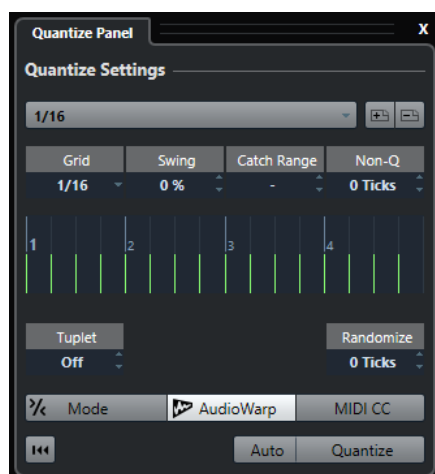 Quantize Panel X
Quantize Settings
1/16
Grid Swing Catch Range Non-Q
1/16 0 % - 0 Ticks
1 2 3 4
Tuplet Randomize
Off 0 Ticks
Mode AudioWarp MIDI CC
Auto Quantize